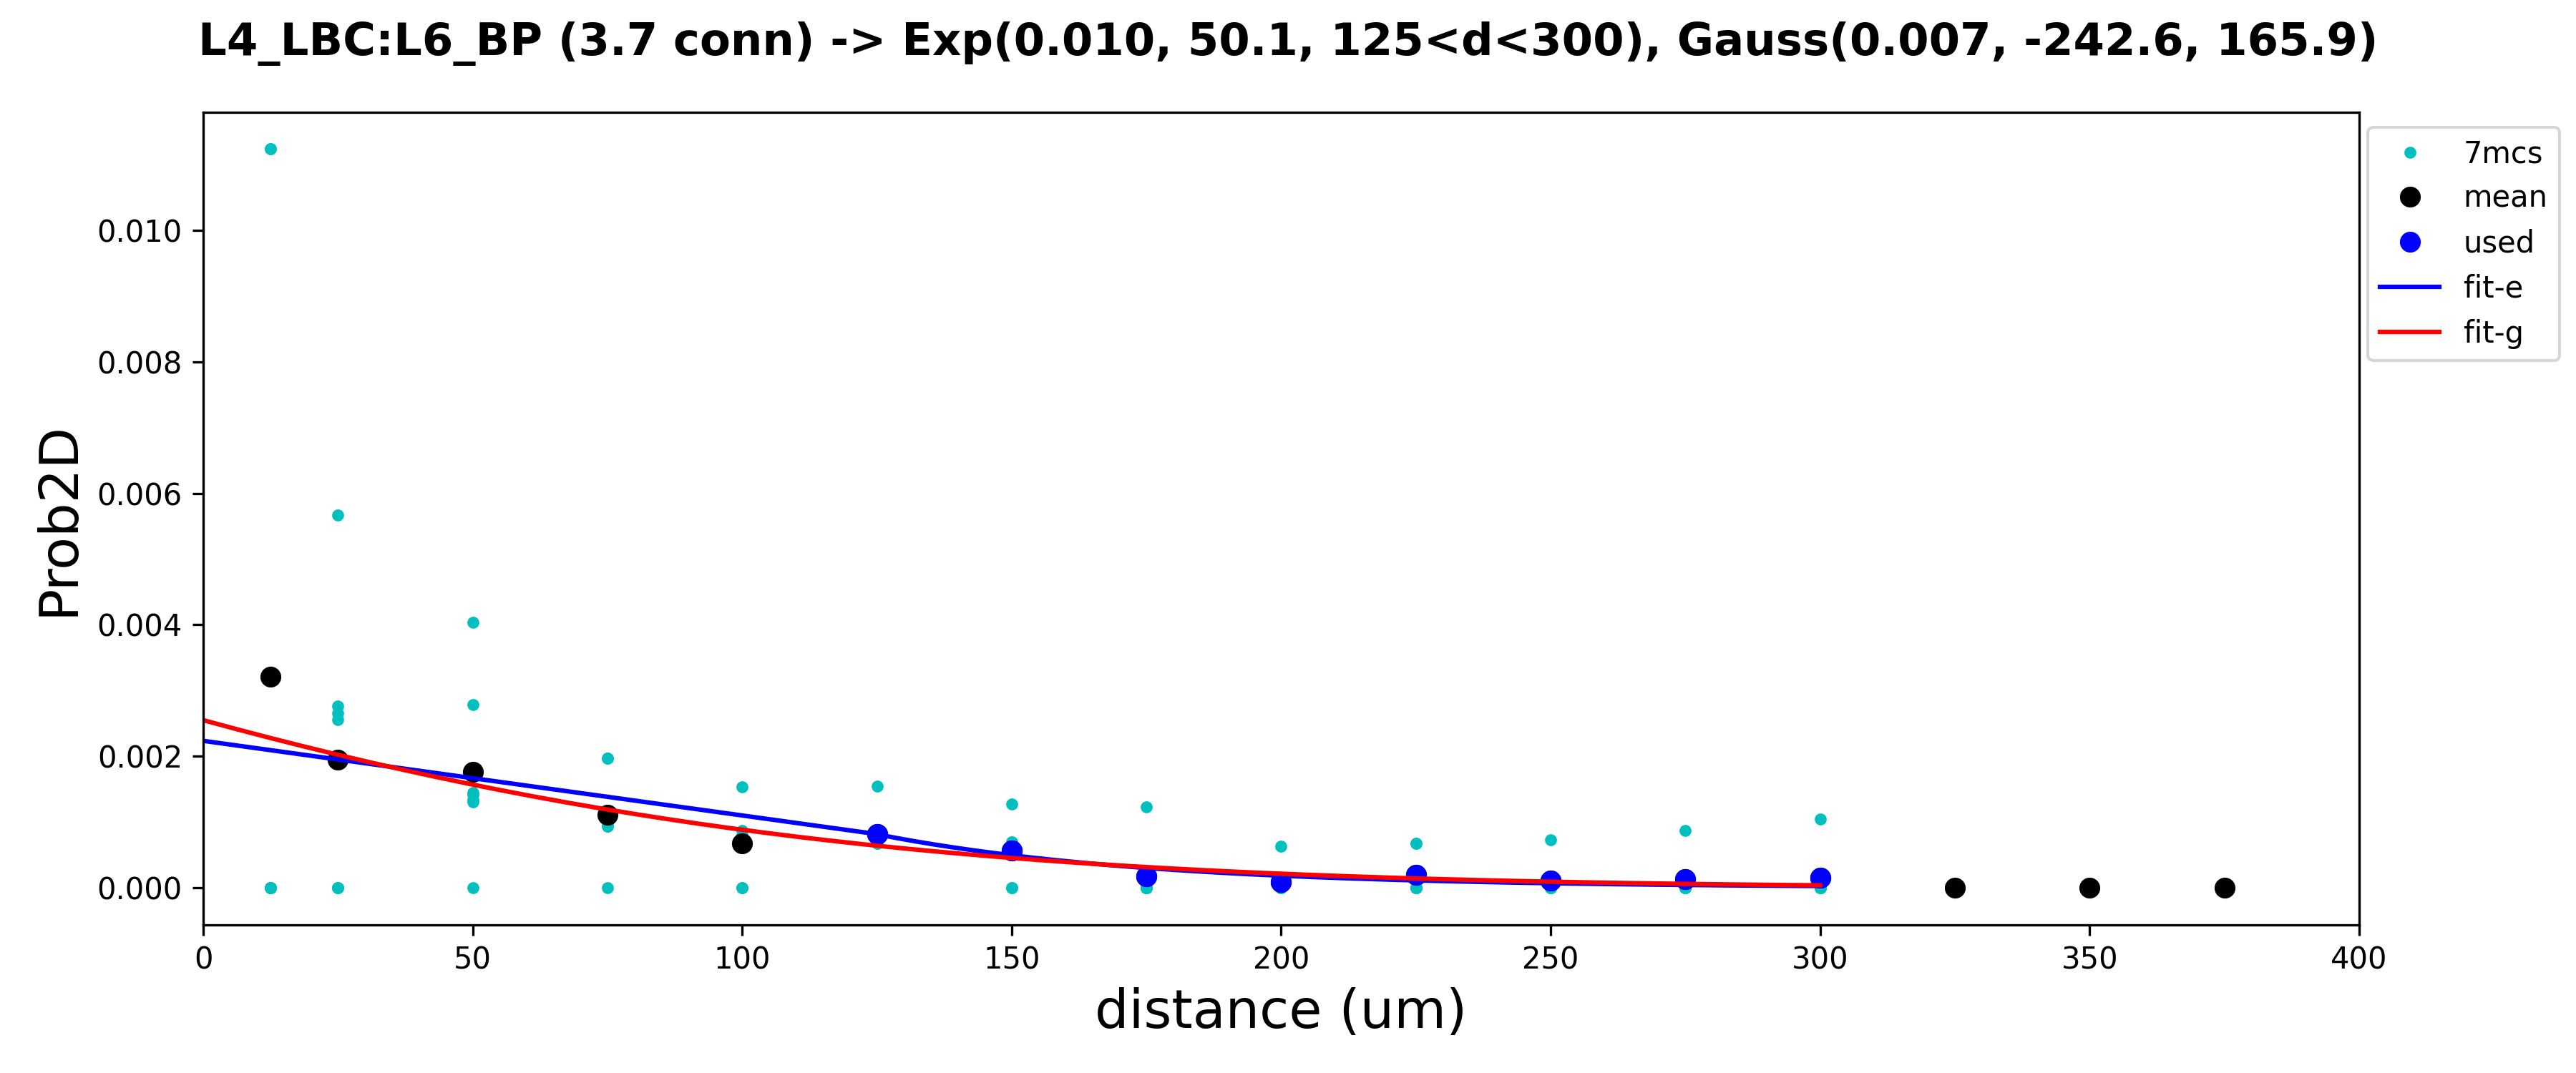 L4_LBC:L6_BP (3.7 conn) -> Exp(0.010, 50.1, 125<d<300), Gauss(0.007, -242.6, 165.9)
7mcs
mean
used
fit-e
fit-g
Prob2D
0.010
0.008
0.006
0.004
0.002
0.000
0
50
100
150
200
250
300
350
400
distance (um)